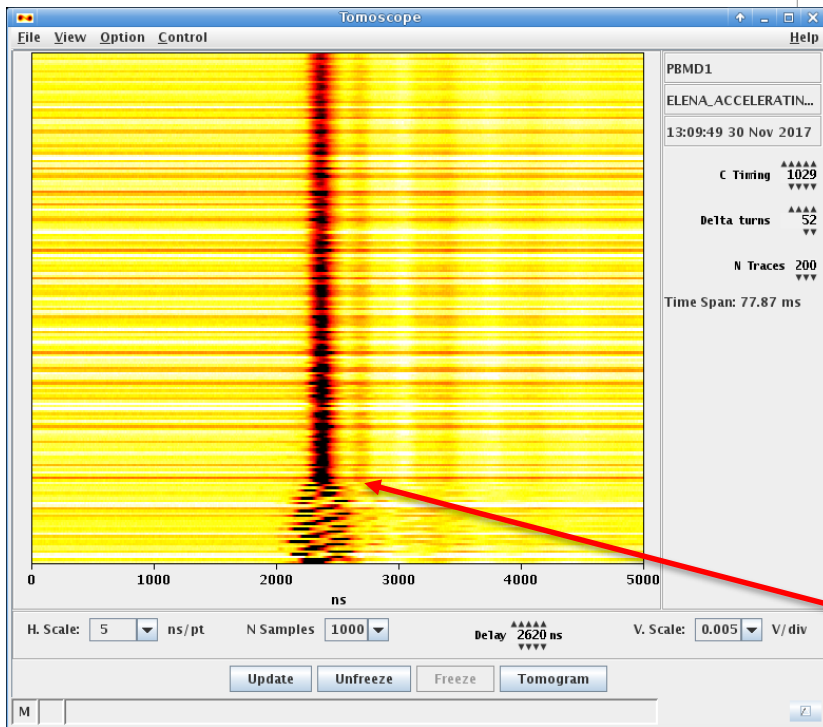 Tomoscope
File View Option Control Help
PBMD1
ELENA_ACCELERATIN...
13:09:49 30 Nov 2017
C Timing 1029
Delta turns 52
N Traces 200
Time Span: 77.87 ms
0 1000 2000 3000 4000 5000
ns
H. Scale: 5 ns/pt N Samples 1000 Delay 2620 ns V. Scale: 0.005 V/div
Update Unfreeze Freeze Tomogram
M